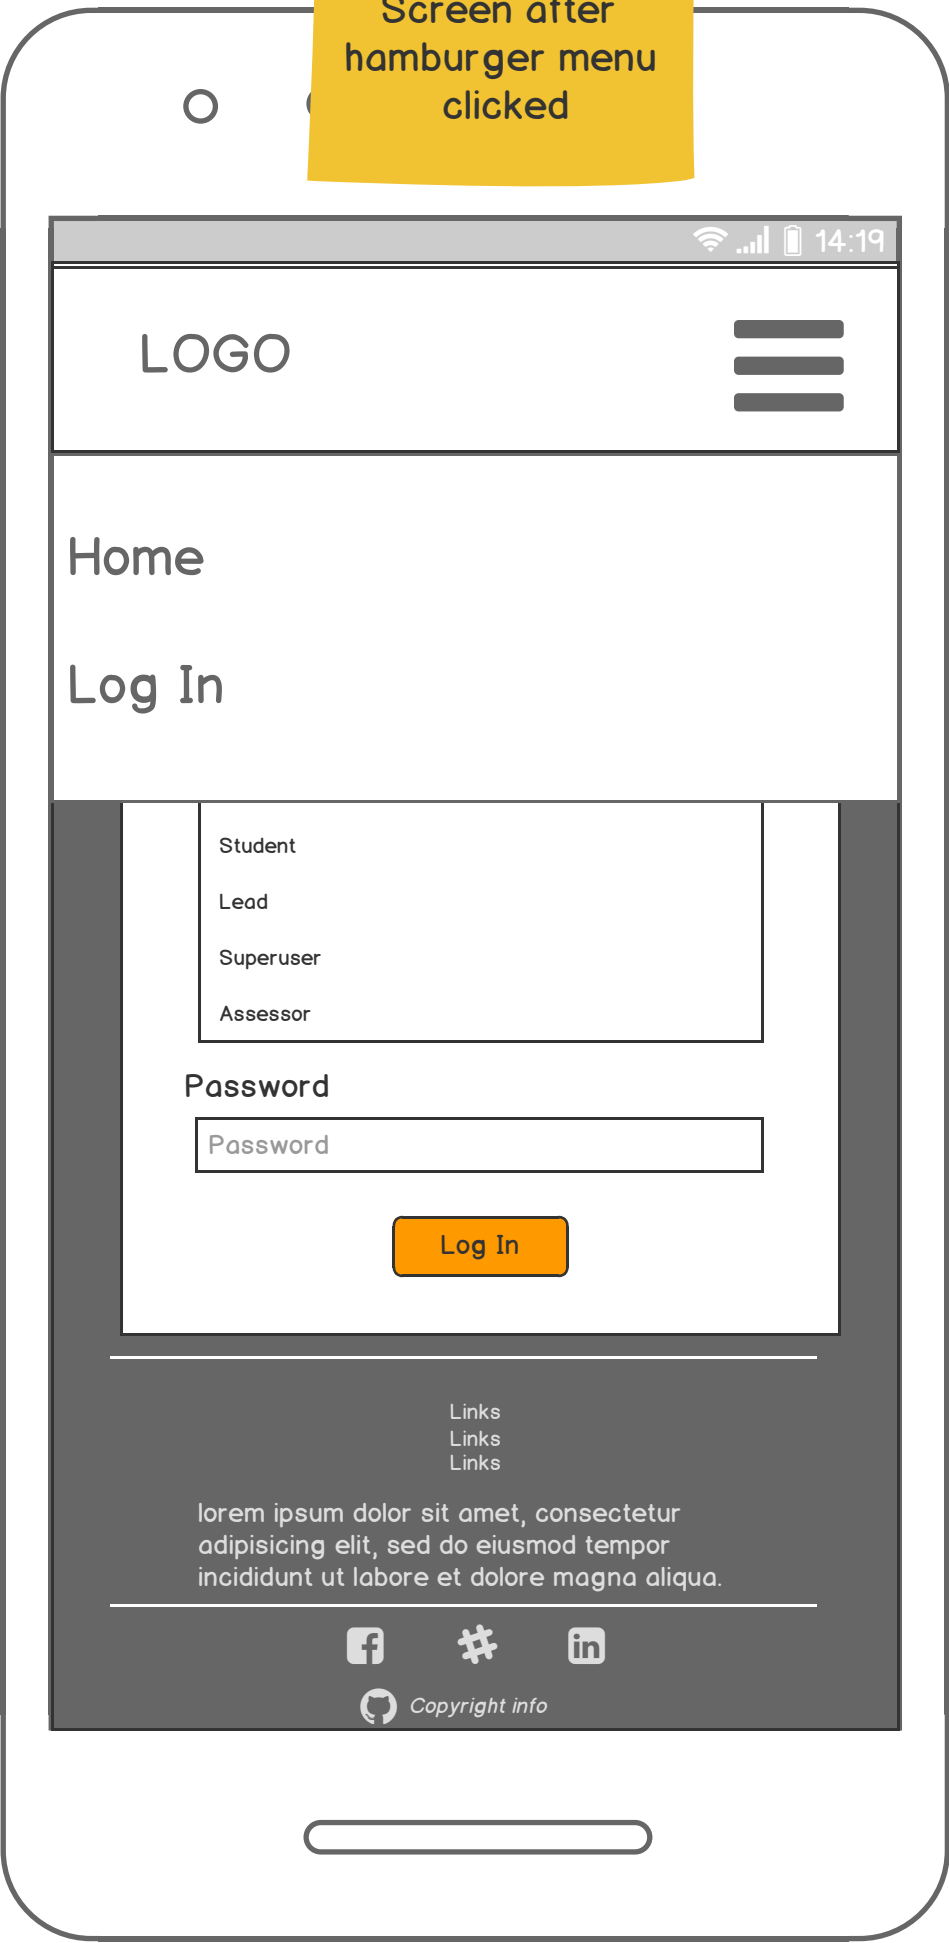 Screen after
hamburger menu
clicked
14:19
LOGO
Home
Log In
Student
Lead
Superuser
Assessor
Password
Password
Log In
Links
Links
Links
lorem ipsum dolor sit amet, consectetur
adipisicing elit, sed do eiusmod tempor
incididunt ut labore et dolore magna aliqua.
Copyright info